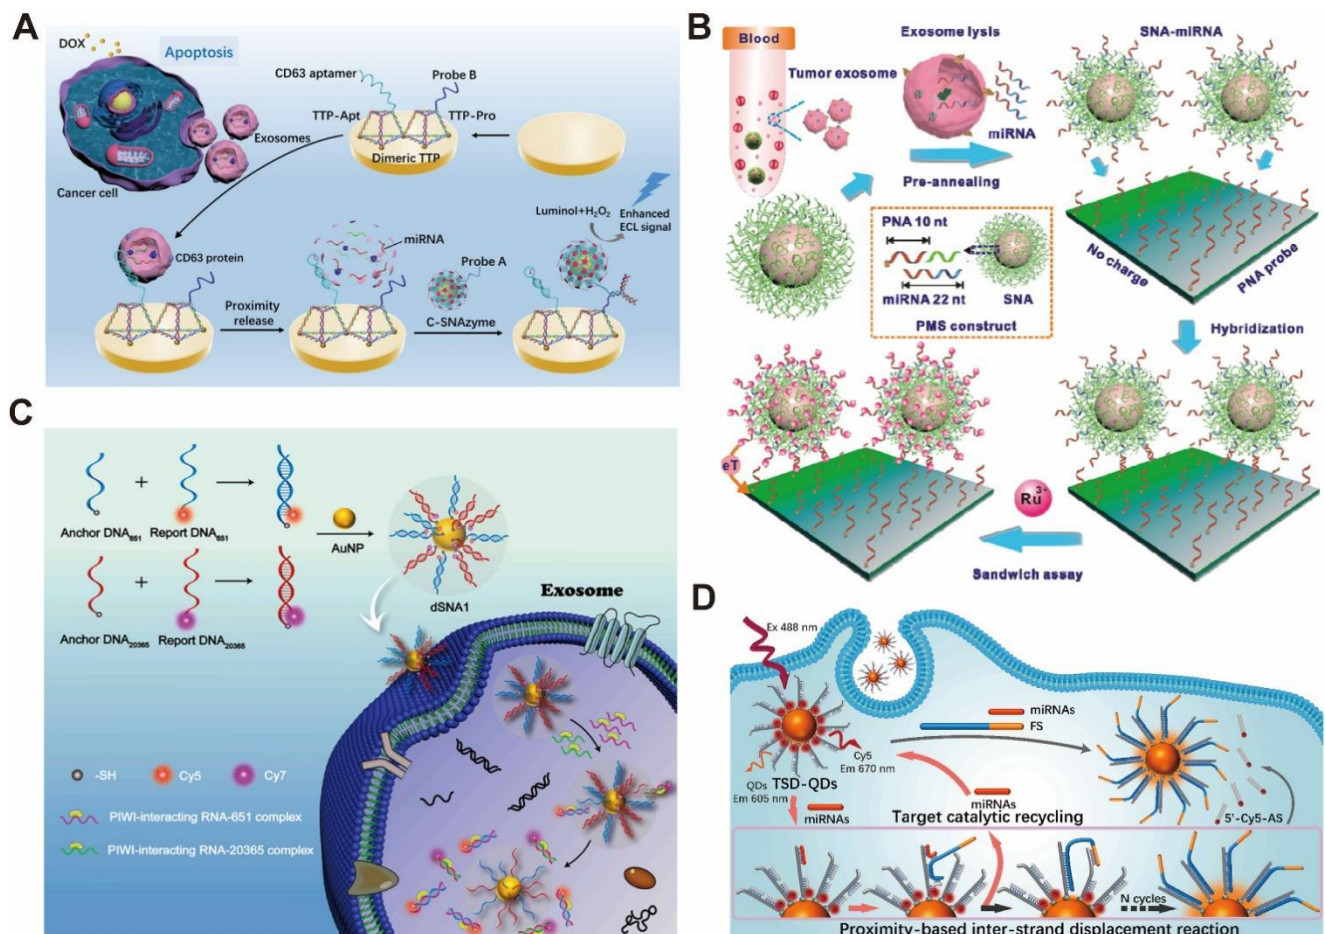 A
DOX
Apoptosis
CD63 aptamer
Probe B
TTP-Apt
TTP-Pro
Exosomes
Dimeric TTP
Cancer cell
Luminol+H₂O₂
Enhanced
ECL signal
miRNA
CD63 protein
Probe A
Proximity
release
C-SNAzyme
B
Blood
Exosome lysis
SNA-miRNA
Tumor exosome
miRNA
Pre-annealing
PNA 10 nt
miRNA 22 nt
SNA
PMS construct
No charge
PNA probe
Hybridization
eT
Ru³⁺
Sandwich assay
C
Anchor DNA₆₅₁
+
Report DNA₆₅₁
AuNP
dSNA1
Anchor DNA₂₀₃₆₅
+
Report DNA₂₀₃₆₅
Exosome
-SH
Cy5
Cy7
PIWI-interacting RNA-651 complex
PIWI-interacting RNA-20365 complex
D
Ex 488 nm
miRNAs
FS
Cy5
Em 670 nm
QDs
Em 605 nm
TSD-QDs
miRNAs
miRNAs
Target catalytic recycling
5'-Cy5-AS
N cycles
Proximity-based inter-strand displacement reaction